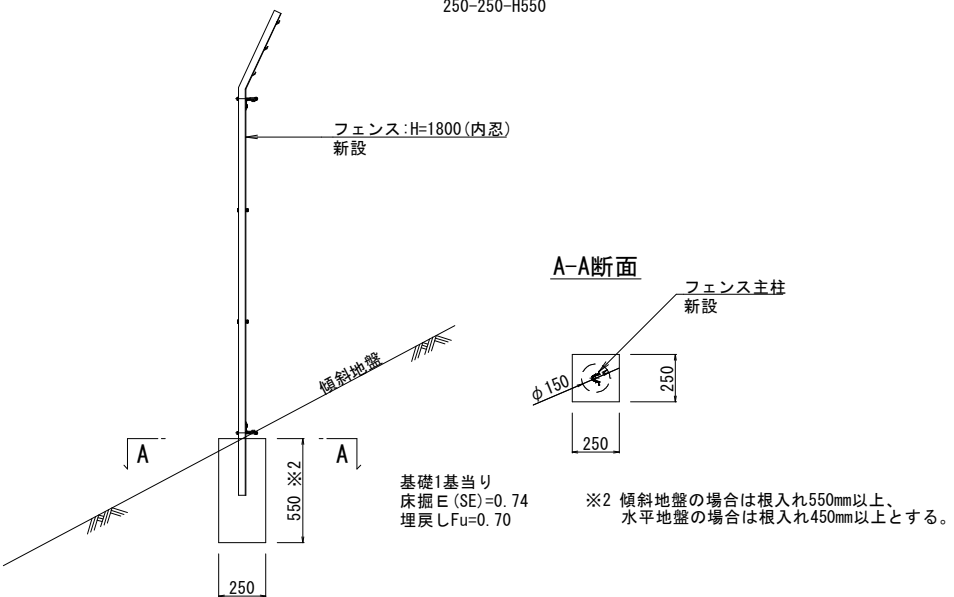 250-250-H550
フェンス:H=1800(内忍)
新設
A-A断面
フェンス主柱
新設
傾斜地盤
φ150
250
250
A
A
550 ※2
基礎1基当り
床掘E(SE)=0.74
埋戻しFu=0.70
※2 傾斜地盤の場合は根入れ550mm以上、
水平地盤の場合は根入れ450mm以上とする。
250